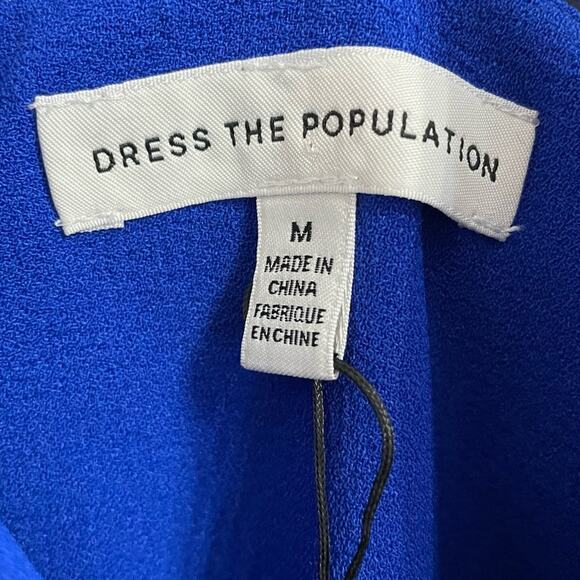 DRESS THE POPULATION
M
MADE IN
CHINA
FABRIQUE
EN CHINE